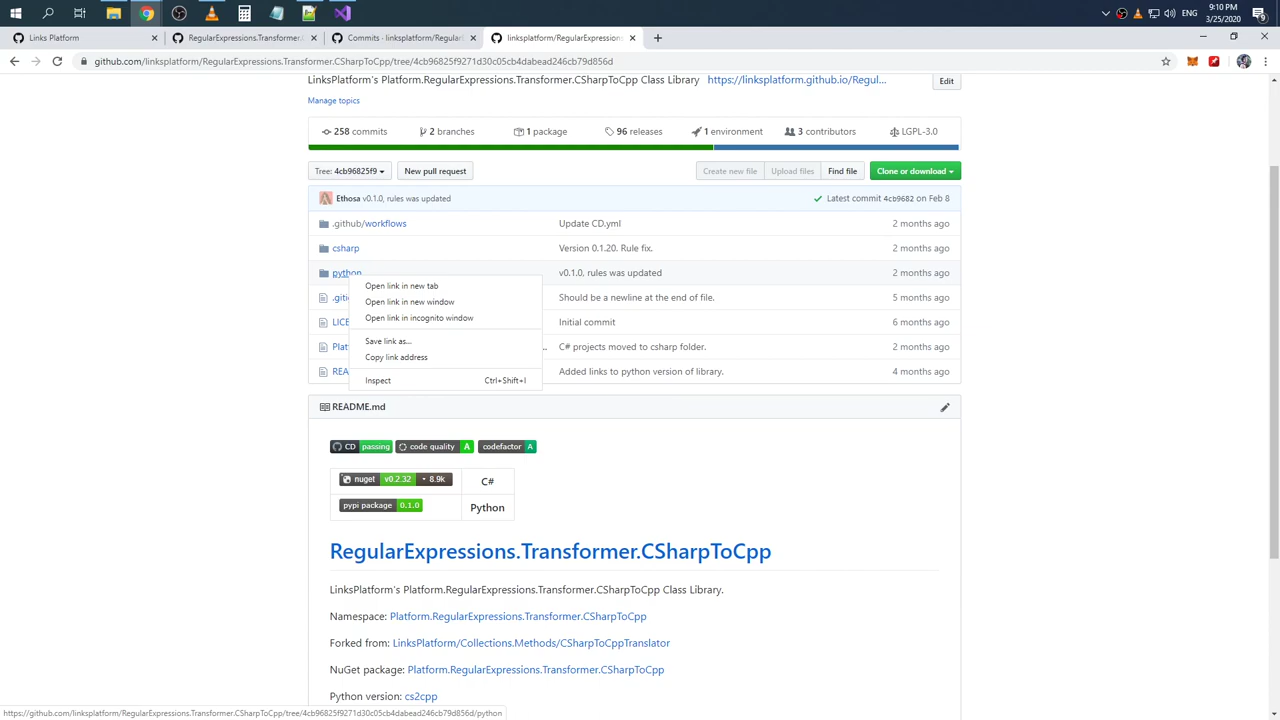 9:10 PM
ENG
3/25/2020
9
Links Platform
RegularExpressions.Transformer.
Commits · linksplatform/RegularE
linksplatform/RegularExpressions
github.com/linksplatform/RegularExpressions.Transformer.CSharpToCpp/tree/4cb96825f9271d30c05cb4dabead246cb79d856d
LinksPlatform's Platform.RegularExpressions.Transformer.CSharpToCpp Class Library https://linksplatform.github.io/Regul... Edit
Manage topics
258 commits 2 branches 1 package 96 releases 1 environment 3 contributors LGPL-3.0
Tree: 4cb96825f9 New pull request Create new file Upload files Find file Clone or download
Ethosa v0.1.0, rules was updated Latest commit 4cb9682 on Feb 8
.github/workflows Update CD.yml 2 months ago
csharp Version 0.1.20. Rule fix. 2 months ago
python v0.1.0, rules was updated 2 months ago
.giti Should be a newline at the end of file. 5 months ago
LICE Initial commit 6 months ago
Plat ... C# projects moved to csharp folder. 2 months ago
REA Added links to python version of library. 4 months ago
Open link in new tab
Open link in new window
Open link in incognito window
Save link as...
Copy link address
Inspect Ctrl+Shift+I
README.md
CD passing code quality A codefactor A
nuget v0.2.32 8.9k C#
pypi package 0.1.0 Python
RegularExpressions.Transformer.CSharpToCpp
LinksPlatform's Platform.RegularExpressions.Transformer.CSharpToCpp Class Library.
Namespace: Platform.RegularExpressions.Transformer.CSharpToCpp
Forked from: LinksPlatform/Collections.Methods/CSharpToCppTranslator
NuGet package: Platform.RegularExpressions.Transformer.CSharpToCpp
Python version: cs2cpp
https://github.com/linksplatform/RegularExpressions.Transformer.CSharpToCpp/tree/4cb96825f9271d30c05cb4dabead246cb79d856d/python